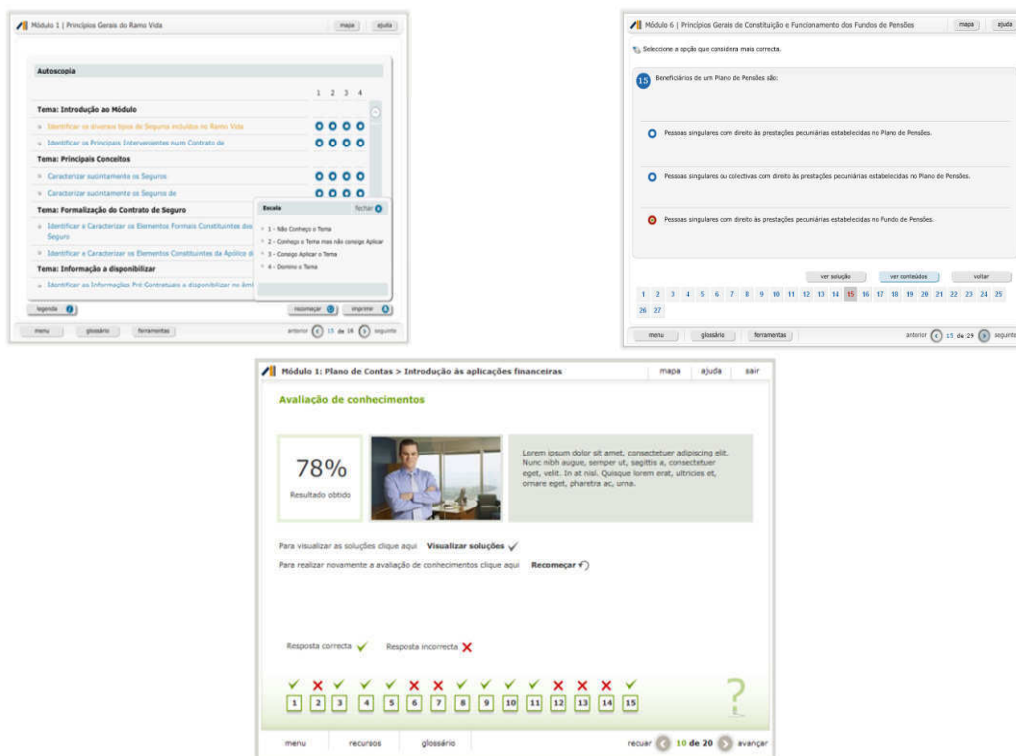 Módulo 1 | Princípios Gerais do Ramo Vida
mapa ajuda
Autoscopia
1 2 3 4
Tema: Introdução ao Módulo
Identificar os diversos tipos de Seguros incluídos no Ramo Vida
Identificar os Principais Intervenientes num Contrato de
Tema: Principais Conceitos
Caracterizar sucintamente os Seguros
Caracterizar sucintamente os Seguros de
Tema: Formalização do Contrato de Seguro
Identificar e Caracterizar os Elementos Formais Constituintes dos
Seguro
Identificar e Caracterizar os Elementos Constituintes da Apólice d
Tema: Informação a disponibilizar
Identificar as Informações Pré Contratuais a disponibilizar no âmb
Escala fechar
1 - Não Conheço o Tema
2 - Conheço o Tema mas não consigo Aplicar
3 - Consigo Aplicar o Tema
4 - Domino o Tema
legenda recomeçar imprimir
menu glossário ferramentas anterior 15 de 18 seguinte
Módulo 6 | Princípios Gerais de Constituição e Funcionamento dos Fundos de Pensões
mapa ajuda
Seleccione a opção que considera mais correcta.
15 Beneficiários de um Plano de Pensões são:
Pessoas singulares com direito às prestações pecuniárias estabelecidas no Plano de Pensões.
Pessoas singulares ou colectivas com direito às prestações pecuniárias estabelecidas no Plano de Pensões.
Pessoas singulares com direito às prestações pecuniárias estabelecidas no Fundo de Pensões.
ver solução ver conteúdos voltar
1 2 3 4 5 6 7 8 9 10 11 12 13 14 15 16 17 18 19 20 21 22 23 24 25
26 27
menu glossário ferramentas anterior 15 de 29 seguinte
Módulo 1: Plano de Contas > Introdução às aplicações financeiras
mapa ajuda sair
Avaliação de conhecimentos
78%
Resultado obtido
Lorem ipsum dolor sit amet, consectetuer adipiscing elit.
Nunc nibh augue, semper ut, sagittis a, consectetuer
eget, velit. In at nisl. Quisque lorem erat, ultricies et,
ornare eget, pharetra ac, urna.
Para visualizar as soluções clique aqui Visualizar soluções
Para realizar novamente a avaliação de conhecimentos clique aqui Recomeçar
Resposta correcta Resposta incorrecta
1 2 3 4 5 6 7 8 9 10 11 12 13 14 15
?
menu recursos glossário recuar 10 de 20 avançar